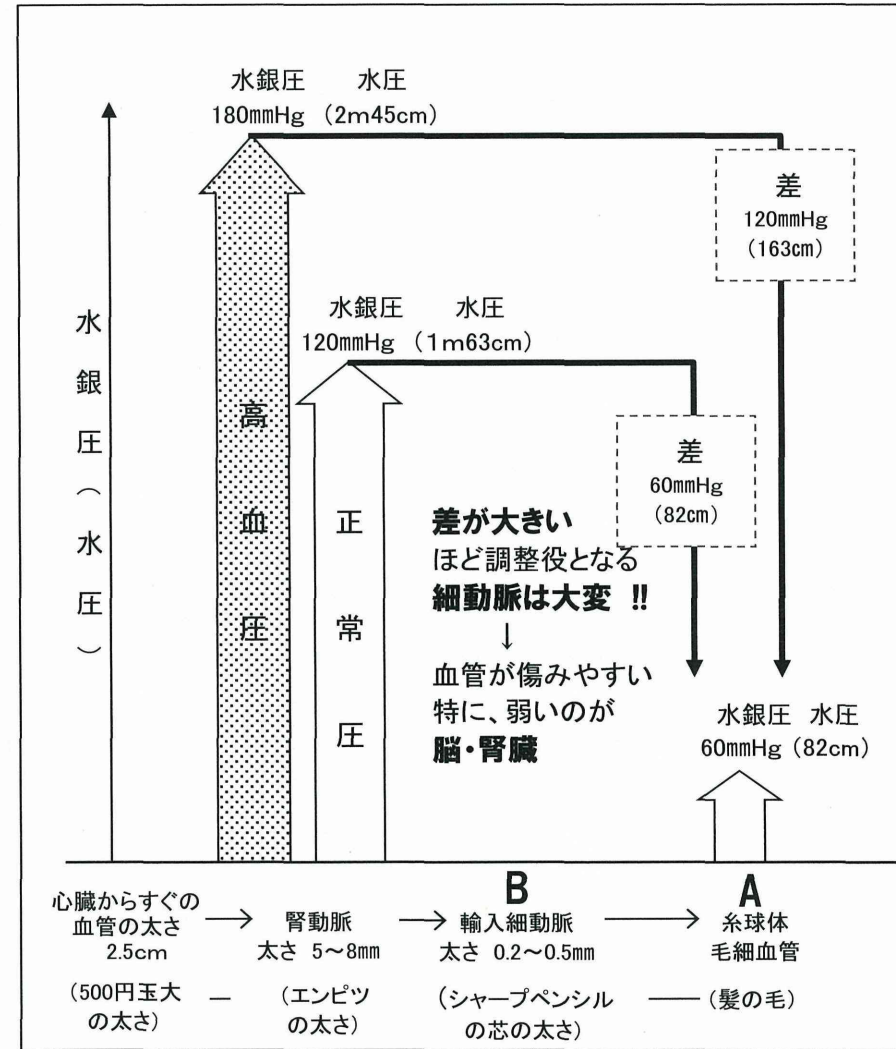 水銀圧 水圧
180mmHg (2m45cm)
差
120mmHg
(163cm)
水銀圧 水圧
120mmHg (1m63cm)
差
60mmHg
(82cm)
水銀圧(水圧)
高血圧
正常圧
差が大きい
ほど調整役となる
細動脈は大変 !!
↓
血管が傷みやすい
特に、弱いのが
脳・腎臓
水銀圧 水圧
60mmHg (82cm)
B
A
心臓からすぐの
血管の太さ
2.5cm
→
腎動脈
太さ 5～8mm
→
輸入細動脈
太さ 0.2～0.5mm
→
糸球体
毛細血管
(500円玉大
の太さ)
—
(エンピツ
の太さ)
(シャープペンシル
の芯の太さ)
——
(髪の毛)